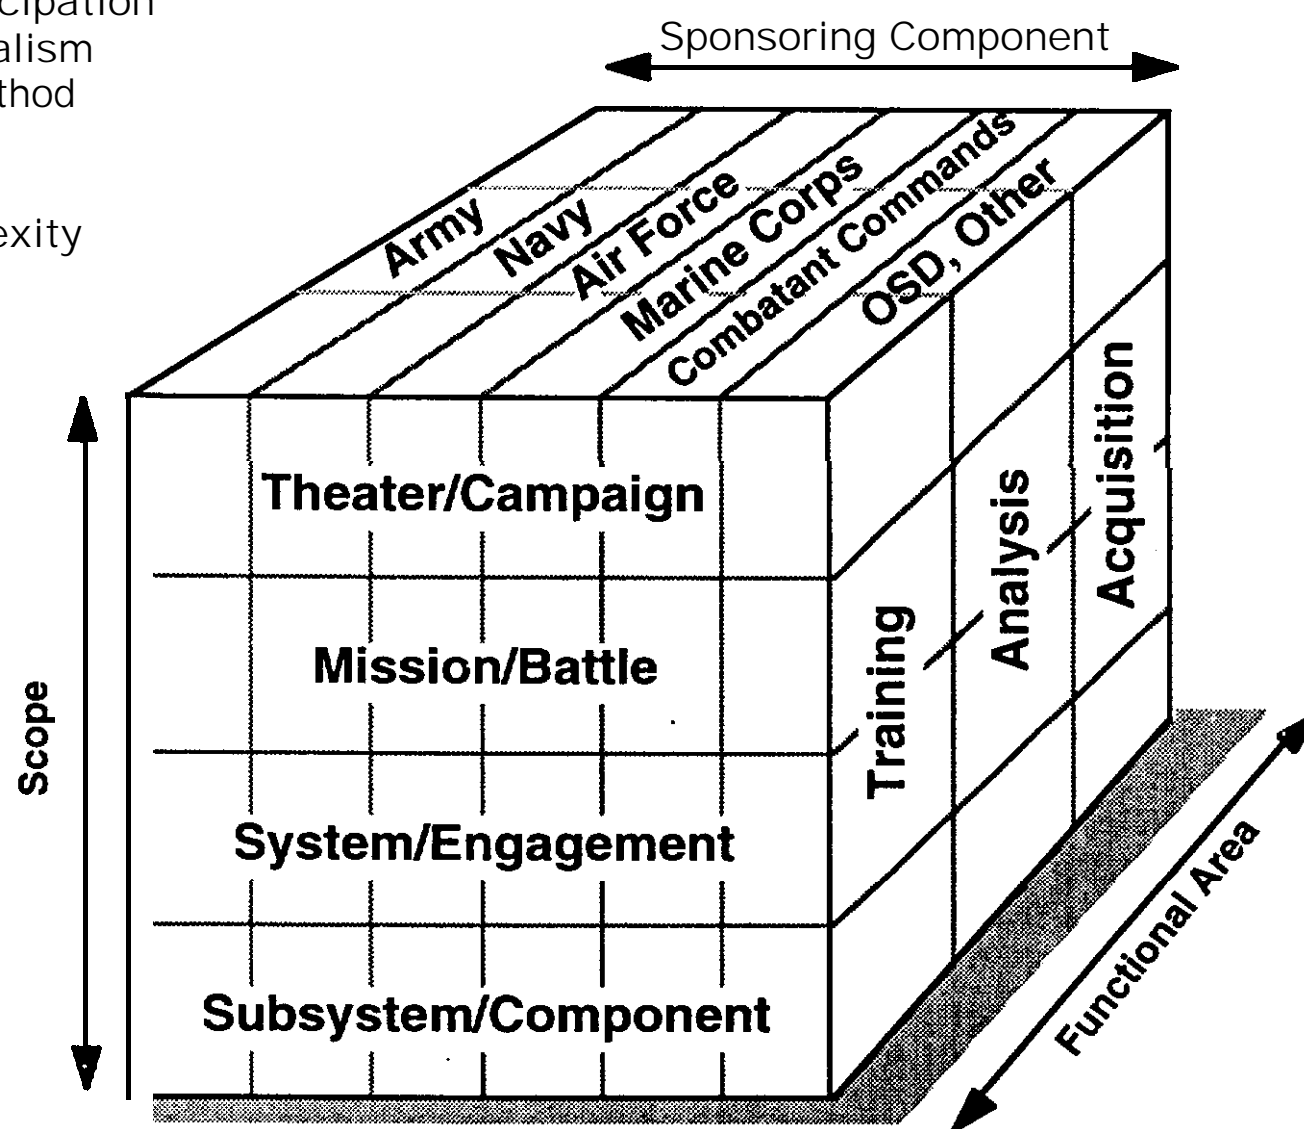 Sponsoring Component
Army
Navy
Air Force
Marine Corps
Combatant Commands
OSD, Other
Scope
Theater/Campaign
Mission/Battle
System/Engagement
Subsystem/Component
Training
Analysis
Acquisition
Functional Area